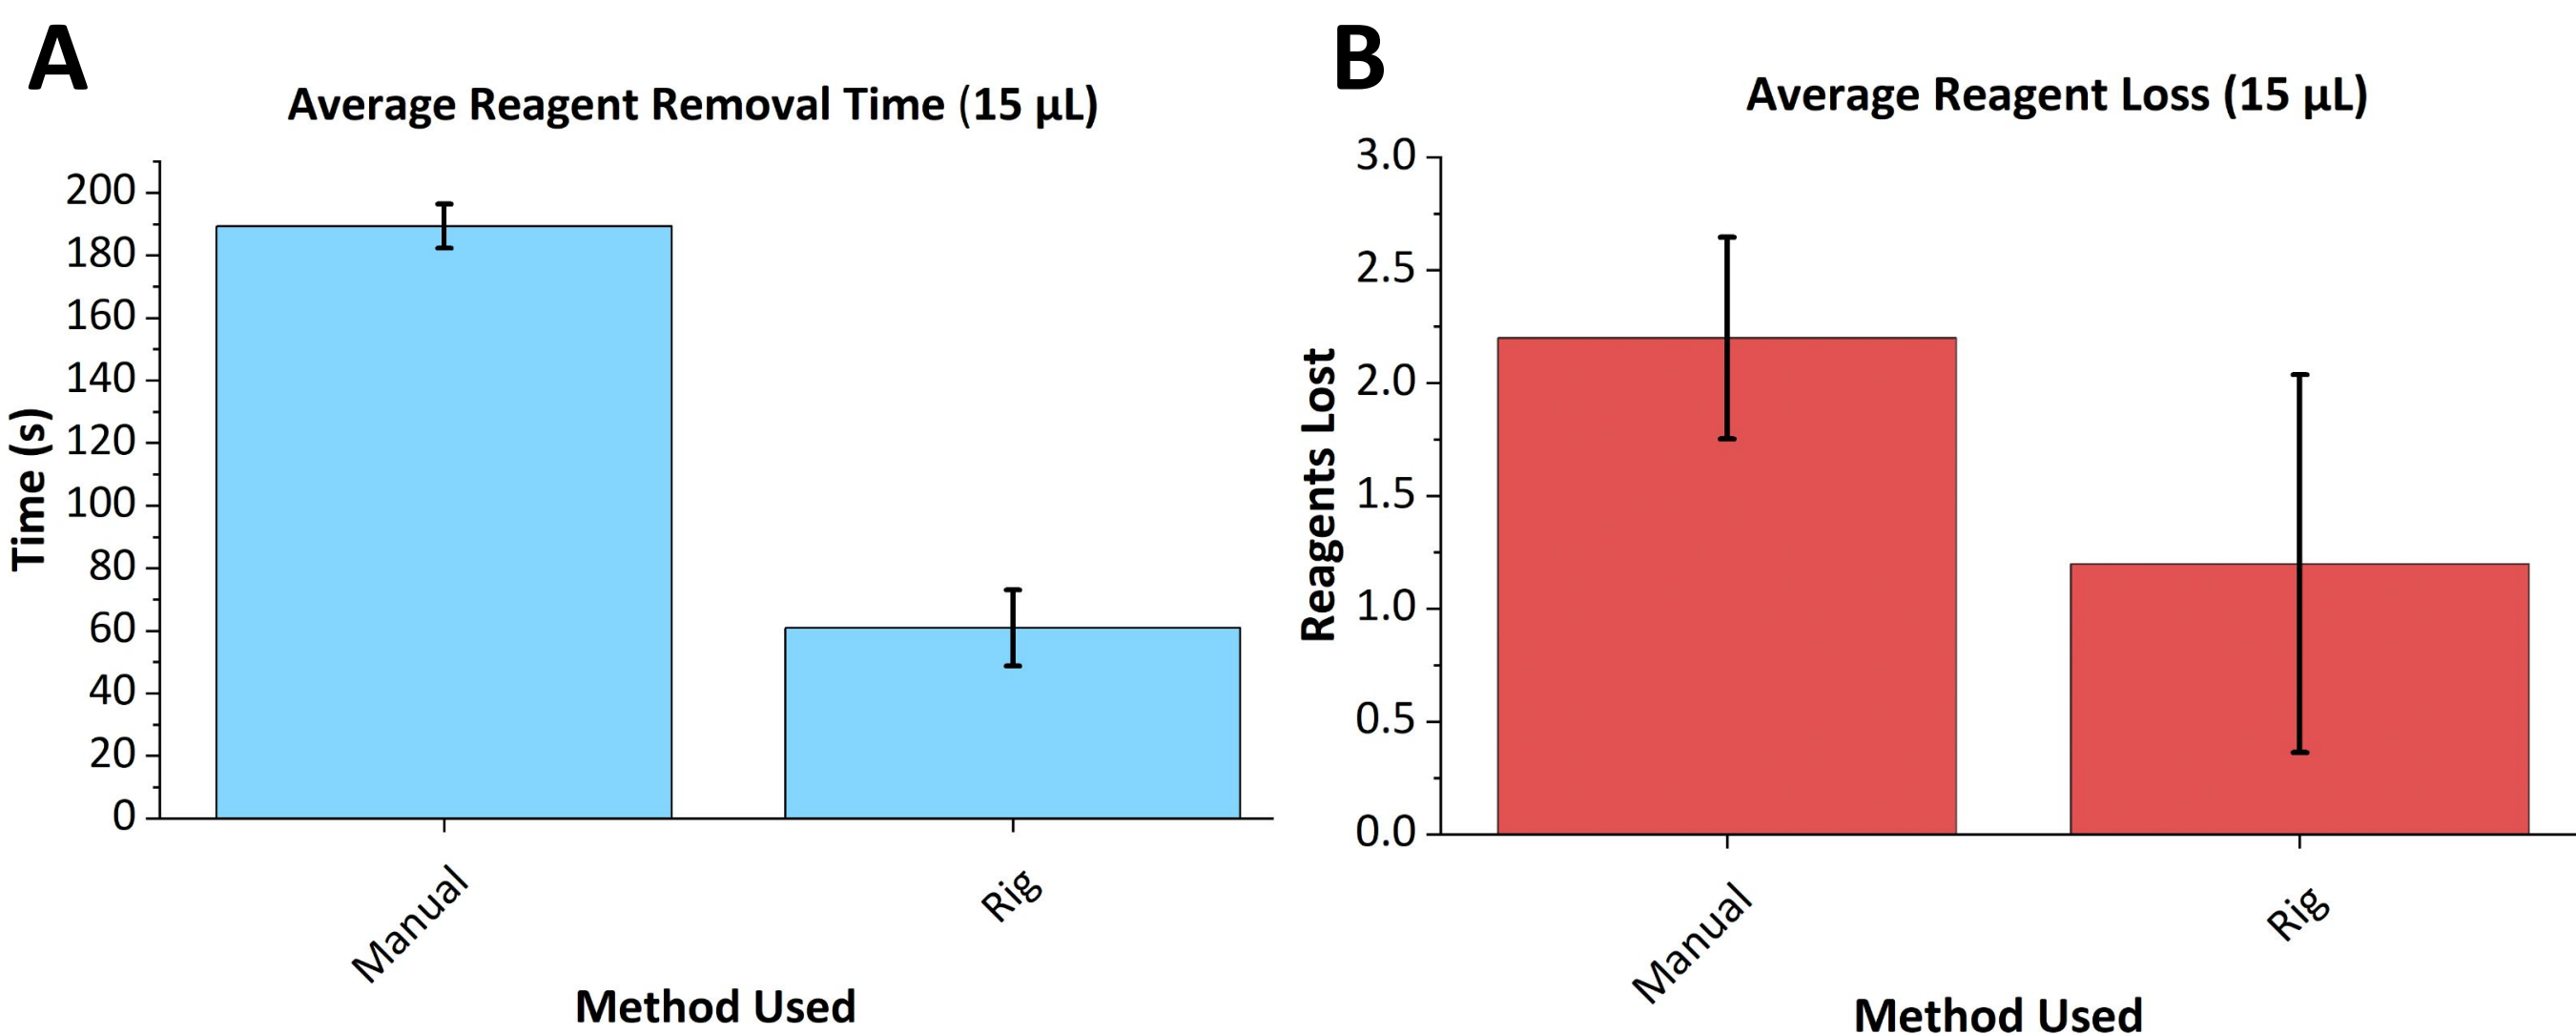 A
Average Reagent Removal Time (15 µL)
Time (s)
200
180
160
140
120
100
80
60
40
20
0
Manual
Rig
Method Used
B
Average Reagent Loss (15 µL)
Reagents Lost
3.0
2.5
2.0
1.5
1.0
0.5
0.0
Manual
Rig
Method Used